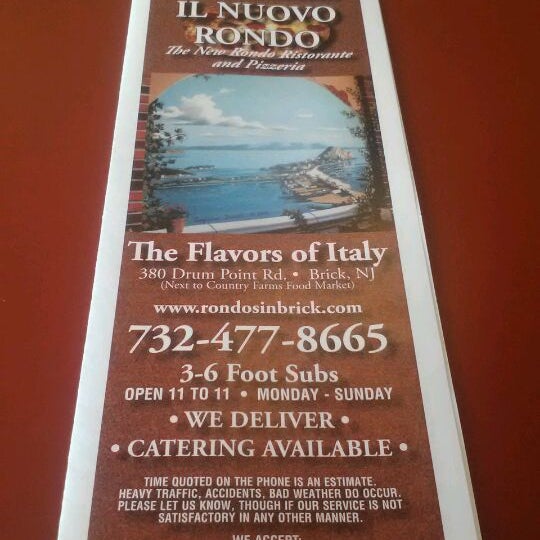 IL NUOVO
RONDO
The New Rondo Ristorante
and Pizzeria
The Flavors of Italy
380 Drum Point Rd. • Brick, NJ
(Next to Country Farms Food Market)
www.rondosinbrick.com
732-477-8665
3-6 Foot Subs
OPEN 11 TO 11 • MONDAY - SUNDAY
• WE DELIVER •
• CATERING AVAILABLE •
TIME QUOTED ON THE PHONE IS AN ESTIMATE.
HEAVY TRAFFIC, ACCIDENTS, BAD WEATHER DO OCCUR.
PLEASE LET US KNOW, THOUGH IF OUR SERVICE IS NOT
SATISFACTORY IN ANY OTHER MANNER.
WE ACCEPT: